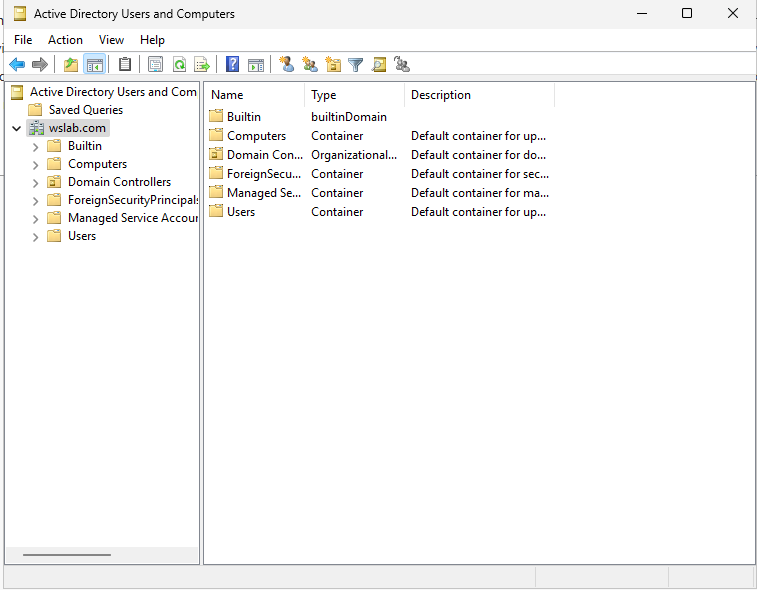 Active Directory Users and Computers
File Action View Help
Active Directory Users and Com
Saved Queries
wslab.com
Builtin
Computers
Domain Controllers
ForeignSecurityPrincipals
Managed Service Accour
Users
Name Type Description
Builtin builtinDomain
Computers Container Default container for up...
Domain Con... Organizational... Default container for do...
ForeignSecu... Container Default container for sec...
Managed Se... Container Default container for ma...
Users Container Default container for up...